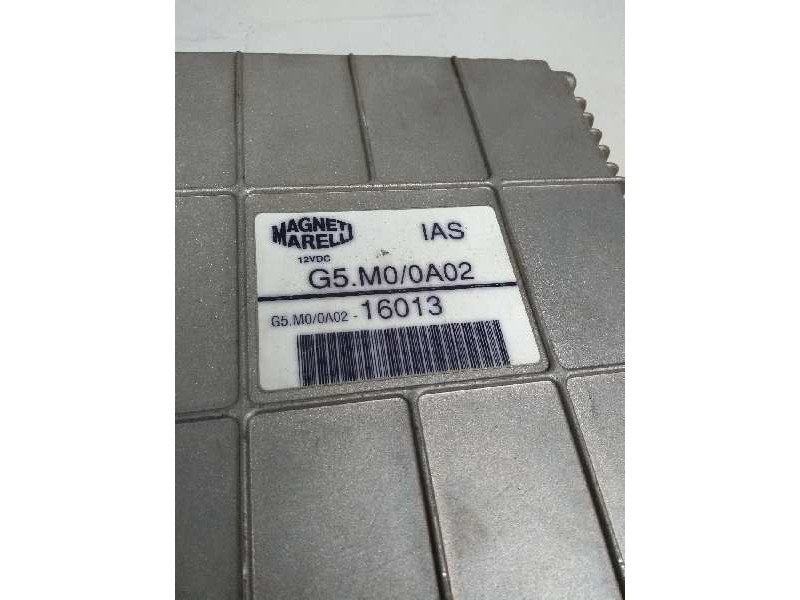 MAGNETI MARELLI
IAS
12VDC
G5.M0/0A02
G5.M0/0A02 - 16013